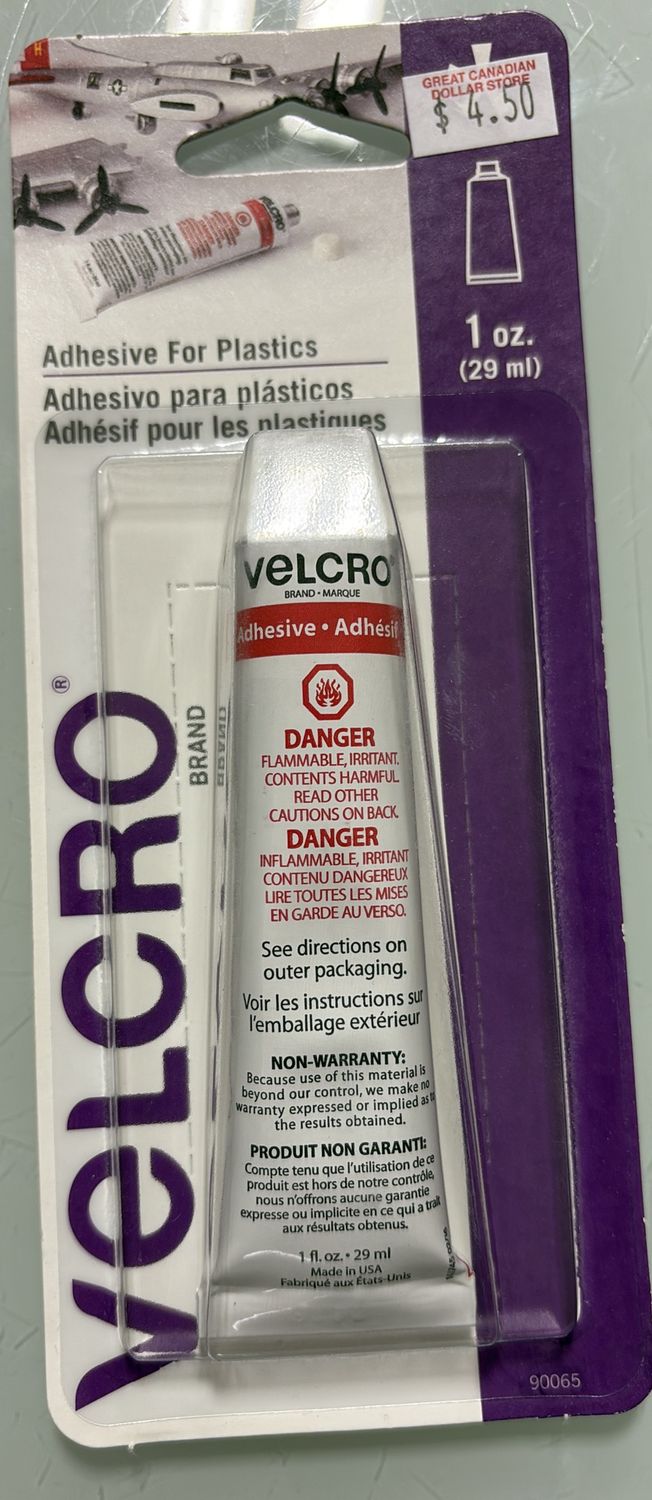 GREAT CANADIAN
DOLLAR STORE
$ 4.50
VELCRO
1 oz.
(29 ml)
Adhesive For Plastics
Adhesivo para plásticos
Adhésif pour les plastiques
VELCRO®
BRAND • MARQUE
Adhesive • Adhésif
DANGER
FLAMMABLE, IRRITANT.
CONTENTS HARMFUL.
READ OTHER
CAUTIONS ON BACK.
DANGER
INFLAMMABLE, IRRITANT
CONTENU DANGEREUX
LIRE TOUTES LES MISES
EN GARDE AU VERSO.
See directions on
outer packaging.
Voir les instructions sur
l'emballage extérieur
NON-WARRANTY:
Because use of this material is
beyond our control, we make no
warranty expressed or implied as to
the results obtained.
PRODUIT NON GARANTI:
Compte tenu que l'utilisation de ce
produit est hors de notre contrôle,
nous n'offrons aucune garantie
expresse ou implicite en ce qui a trait
aux résultats obtenus.
1 fl. oz. • 29 ml
Made in USA
Fabriqué aux États-Unis
VELCRO®
BRAND
90065